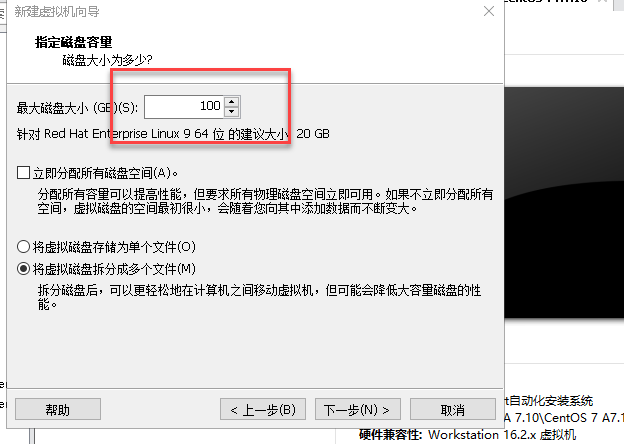 新建虚拟机向导
指定磁盘容量
磁盘大小为多少?
最大磁盘大小 (GB)(S): 100
针对 Red Hat Enterprise Linux 9 64 位 的建议大小: 20 GB
立即分配所有磁盘空间(A)。
分配所有容量可以提高性能，但要求所有物理磁盘空间立即可用。如果不立即分配所有
空间，虚拟磁盘的空间最初很小，会随着您向其中添加数据而不断变大。
将虚拟磁盘存储为单个文件(O)
将虚拟磁盘拆分成多个文件(M)
拆分磁盘后，可以更轻松地在计算机之间移动虚拟机，但可能会降低大容量磁盘的性
能。
帮助 < 上一步(B) 下一步(N) > 取消
t自动化安装系统
A 7.10\CentOS 7 A7.1
硬件兼容性: Workstation 16.2.x 虚拟机